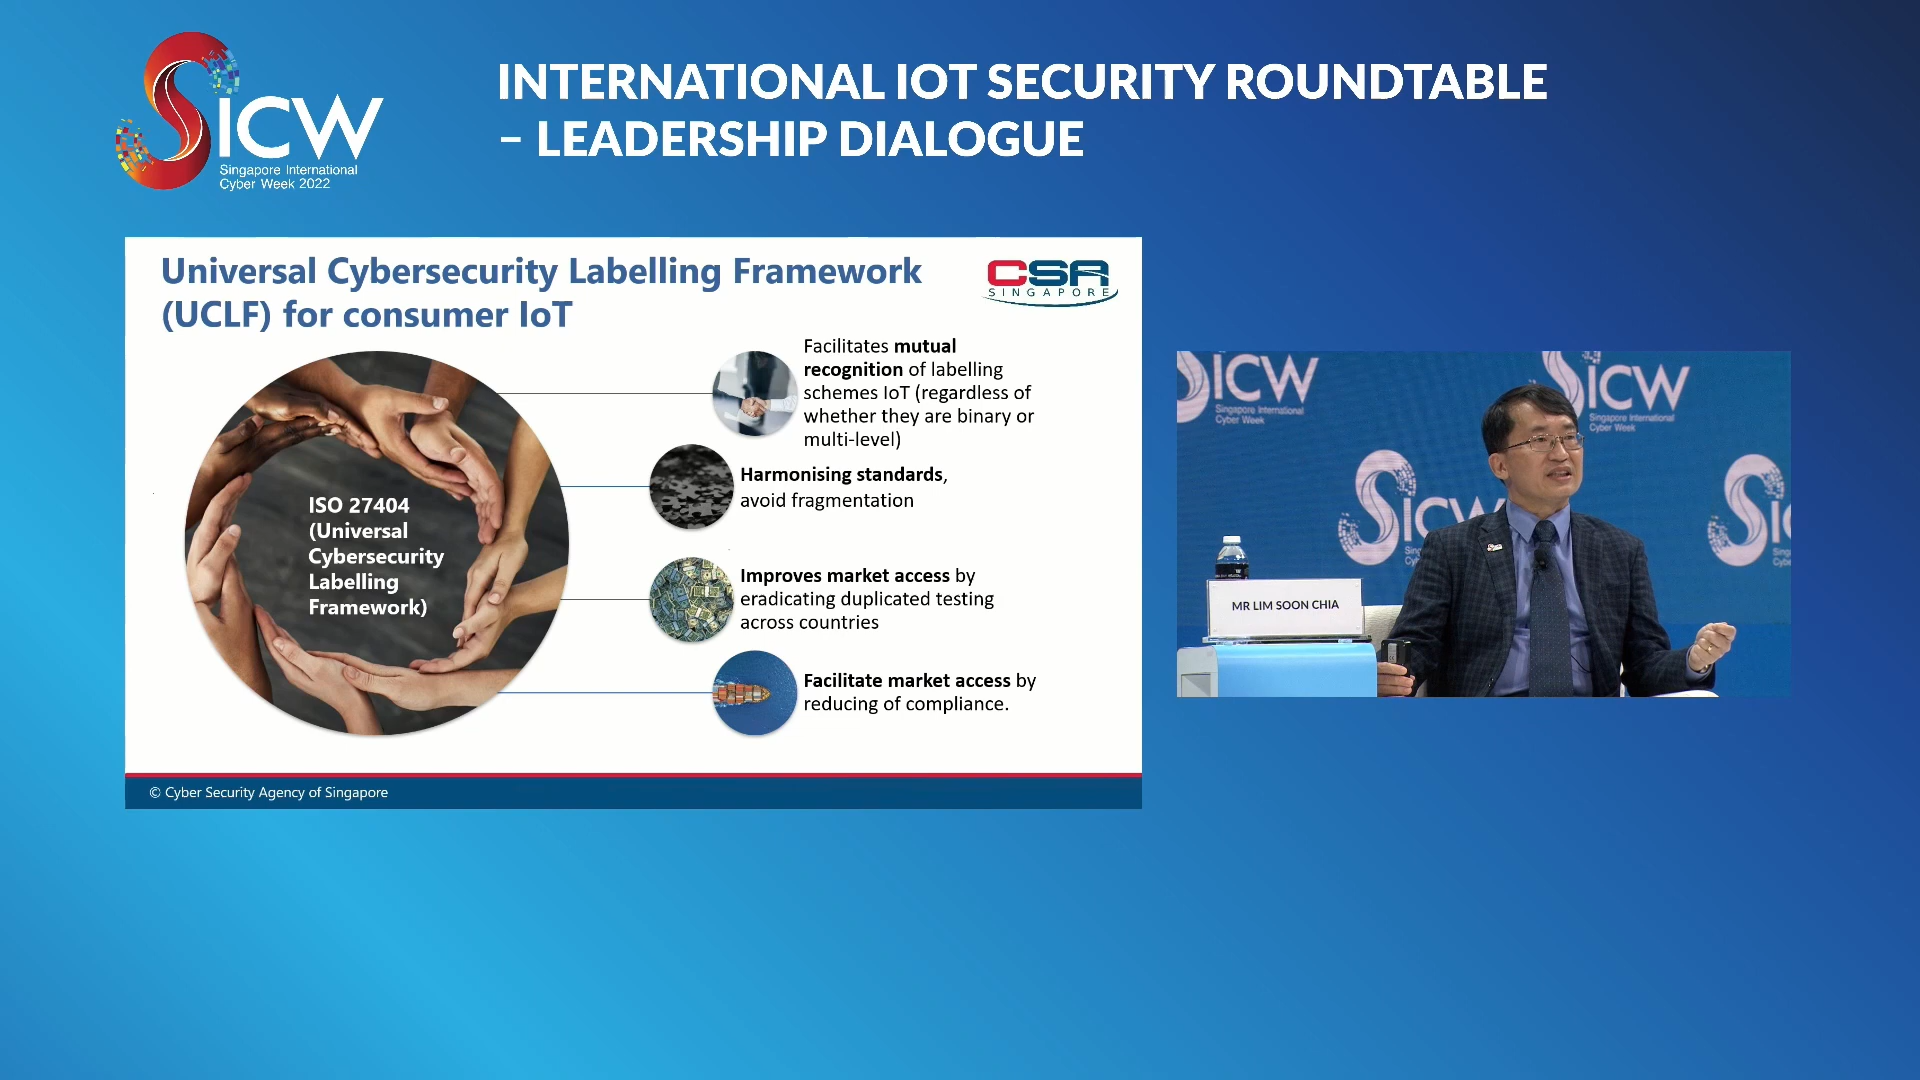 SICW
Singapore International
Cyber Week 2022
INTERNATIONAL IOT SECURITY ROUNDTABLE
– LEADERSHIP DIALOGUE
Universal Cybersecurity Labelling Framework
(UCLF) for consumer IoT
CSA
SINGAPORE
ISO 27404
(Universal
Cybersecurity
Labelling
Framework)
Facilitates mutual
recognition of labelling
schemes IoT (regardless of
whether they are binary or
multi-level)
Harmonising standards,
avoid fragmentation
Improves market access by
eradicating duplicated testing
across countries
Facilitate market access by
reducing of compliance.
© Cyber Security Agency of Singapore
SICW
Singapore International
Cyber Week
SICW
Singapore International
Cyber Week
MR LIM SOON CHIA